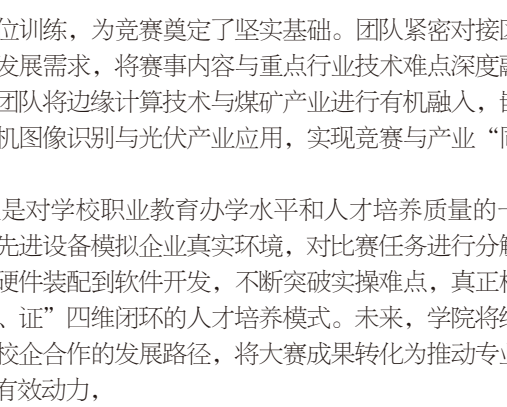 位训练，为竞赛奠定了坚实基础。团队紧密对接
发展需求，将赛事内容与重点行业技术难点深度
团队将边缘计算技术与煤矿产业进行有机融入，
机图像识别与光伏产业应用，实现竞赛与产业“
是对学校职业教育办学水平和人才培养质量的
先进设备模拟企业真实环境，对比赛任务进行分
硬件装配到软件开发，不断突破实操难点，真正
、证”四维闭环的人才培养模式。未来，学院将
校企合作的发展路径，将大赛成果转化为推动专
有效动力，